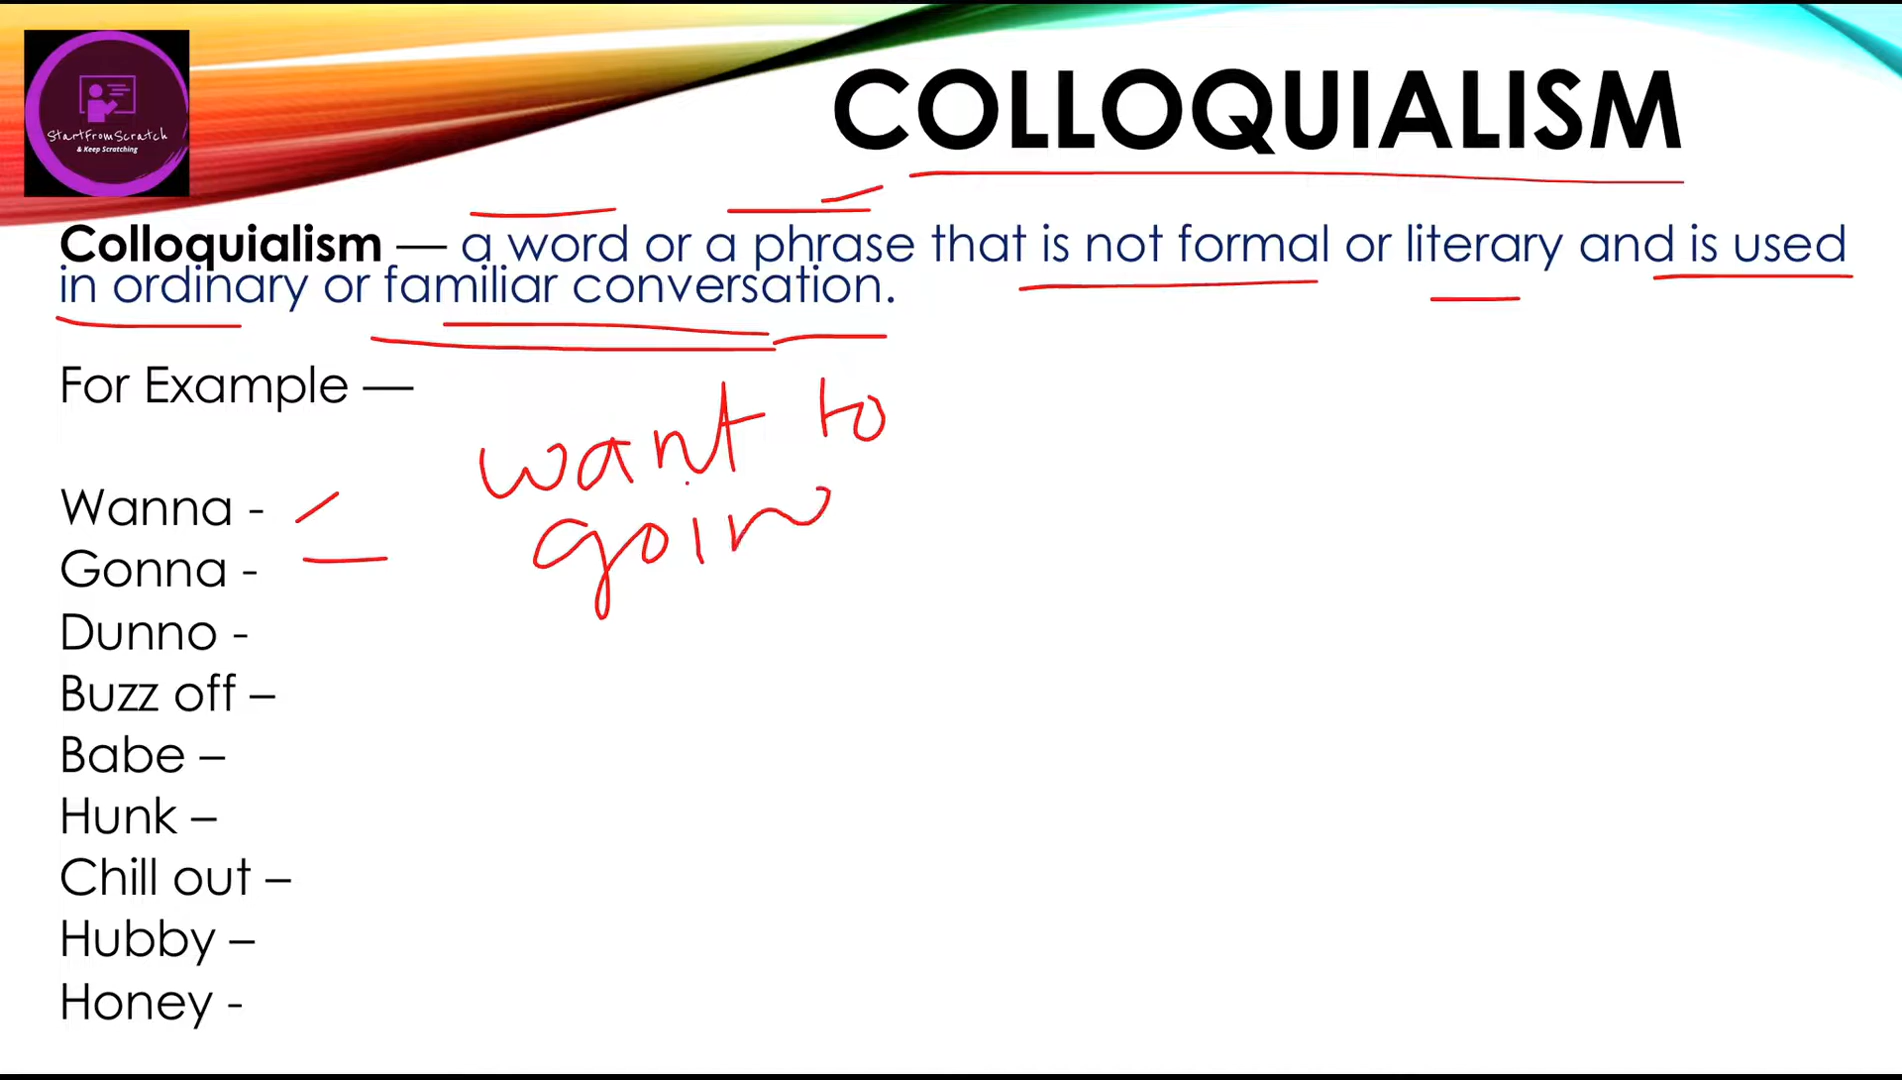 StartFromScratch
& Keep Scratching
COLLOQUIALISM
Colloquialism — a word or a phrase that is not formal or literary and is used
in ordinary or familiar conversation.
For Example —
want to
Wanna -
goin
Gonna -
Dunno -
Buzz off –
Babe –
Hunk –
Chill out –
Hubby –
Honey -